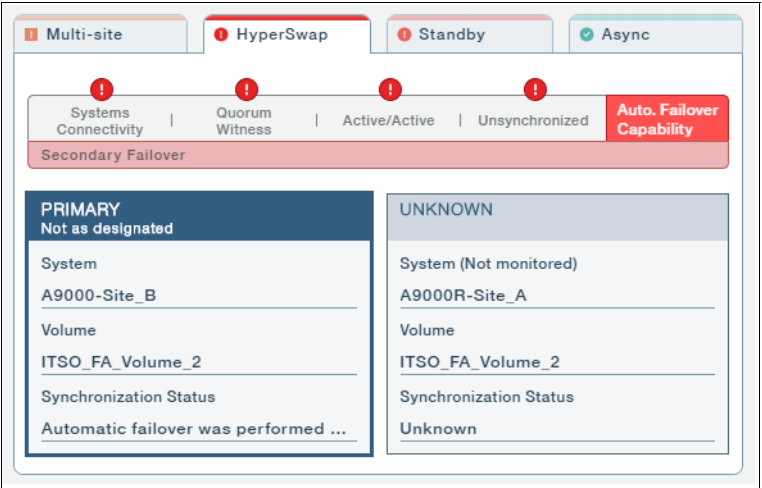 Multi-site
HyperSwap
Standby
Async
Systems
Connectivity
Quorum
Witness
Active/Active
Unsynchronized
Auto. Failover
Capability
Secondary Failover
PRIMARY
Not as designated
System
A9000-Site_B
Volume
ITSO_FA_Volume_2
Synchronization Status
Automatic failover was performed ...
UNKNOWN
System (Not monitored)
A9000R-Site_A
Volume
ITSO_FA_Volume_2
Synchronization Status
Unknown